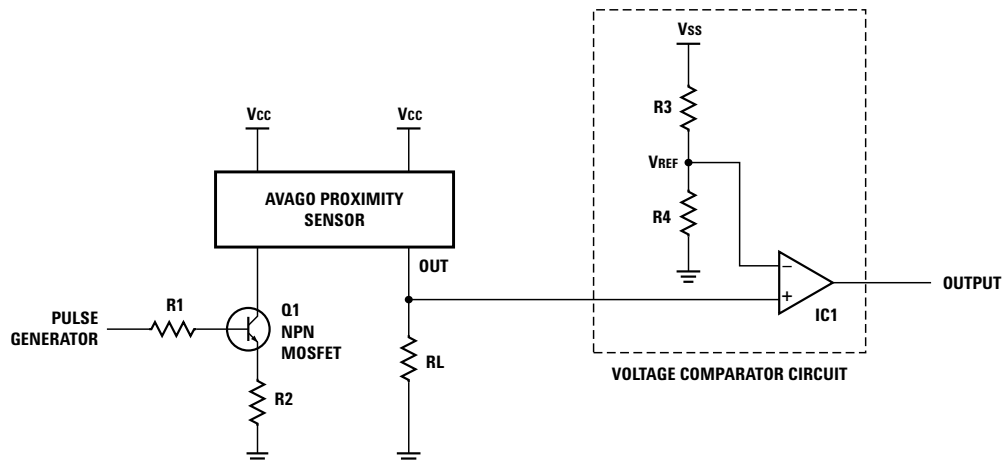 Vss
R3
VREF
R4
Vcc
Vcc
AVAGO PROXIMITY
SENSOR
OUT
−
+
IC1
OUTPUT
PULSE
GENERATOR
R1
Q1
NPN
MOSFET
R2
RL
VOLTAGE COMPARATOR CIRCUIT